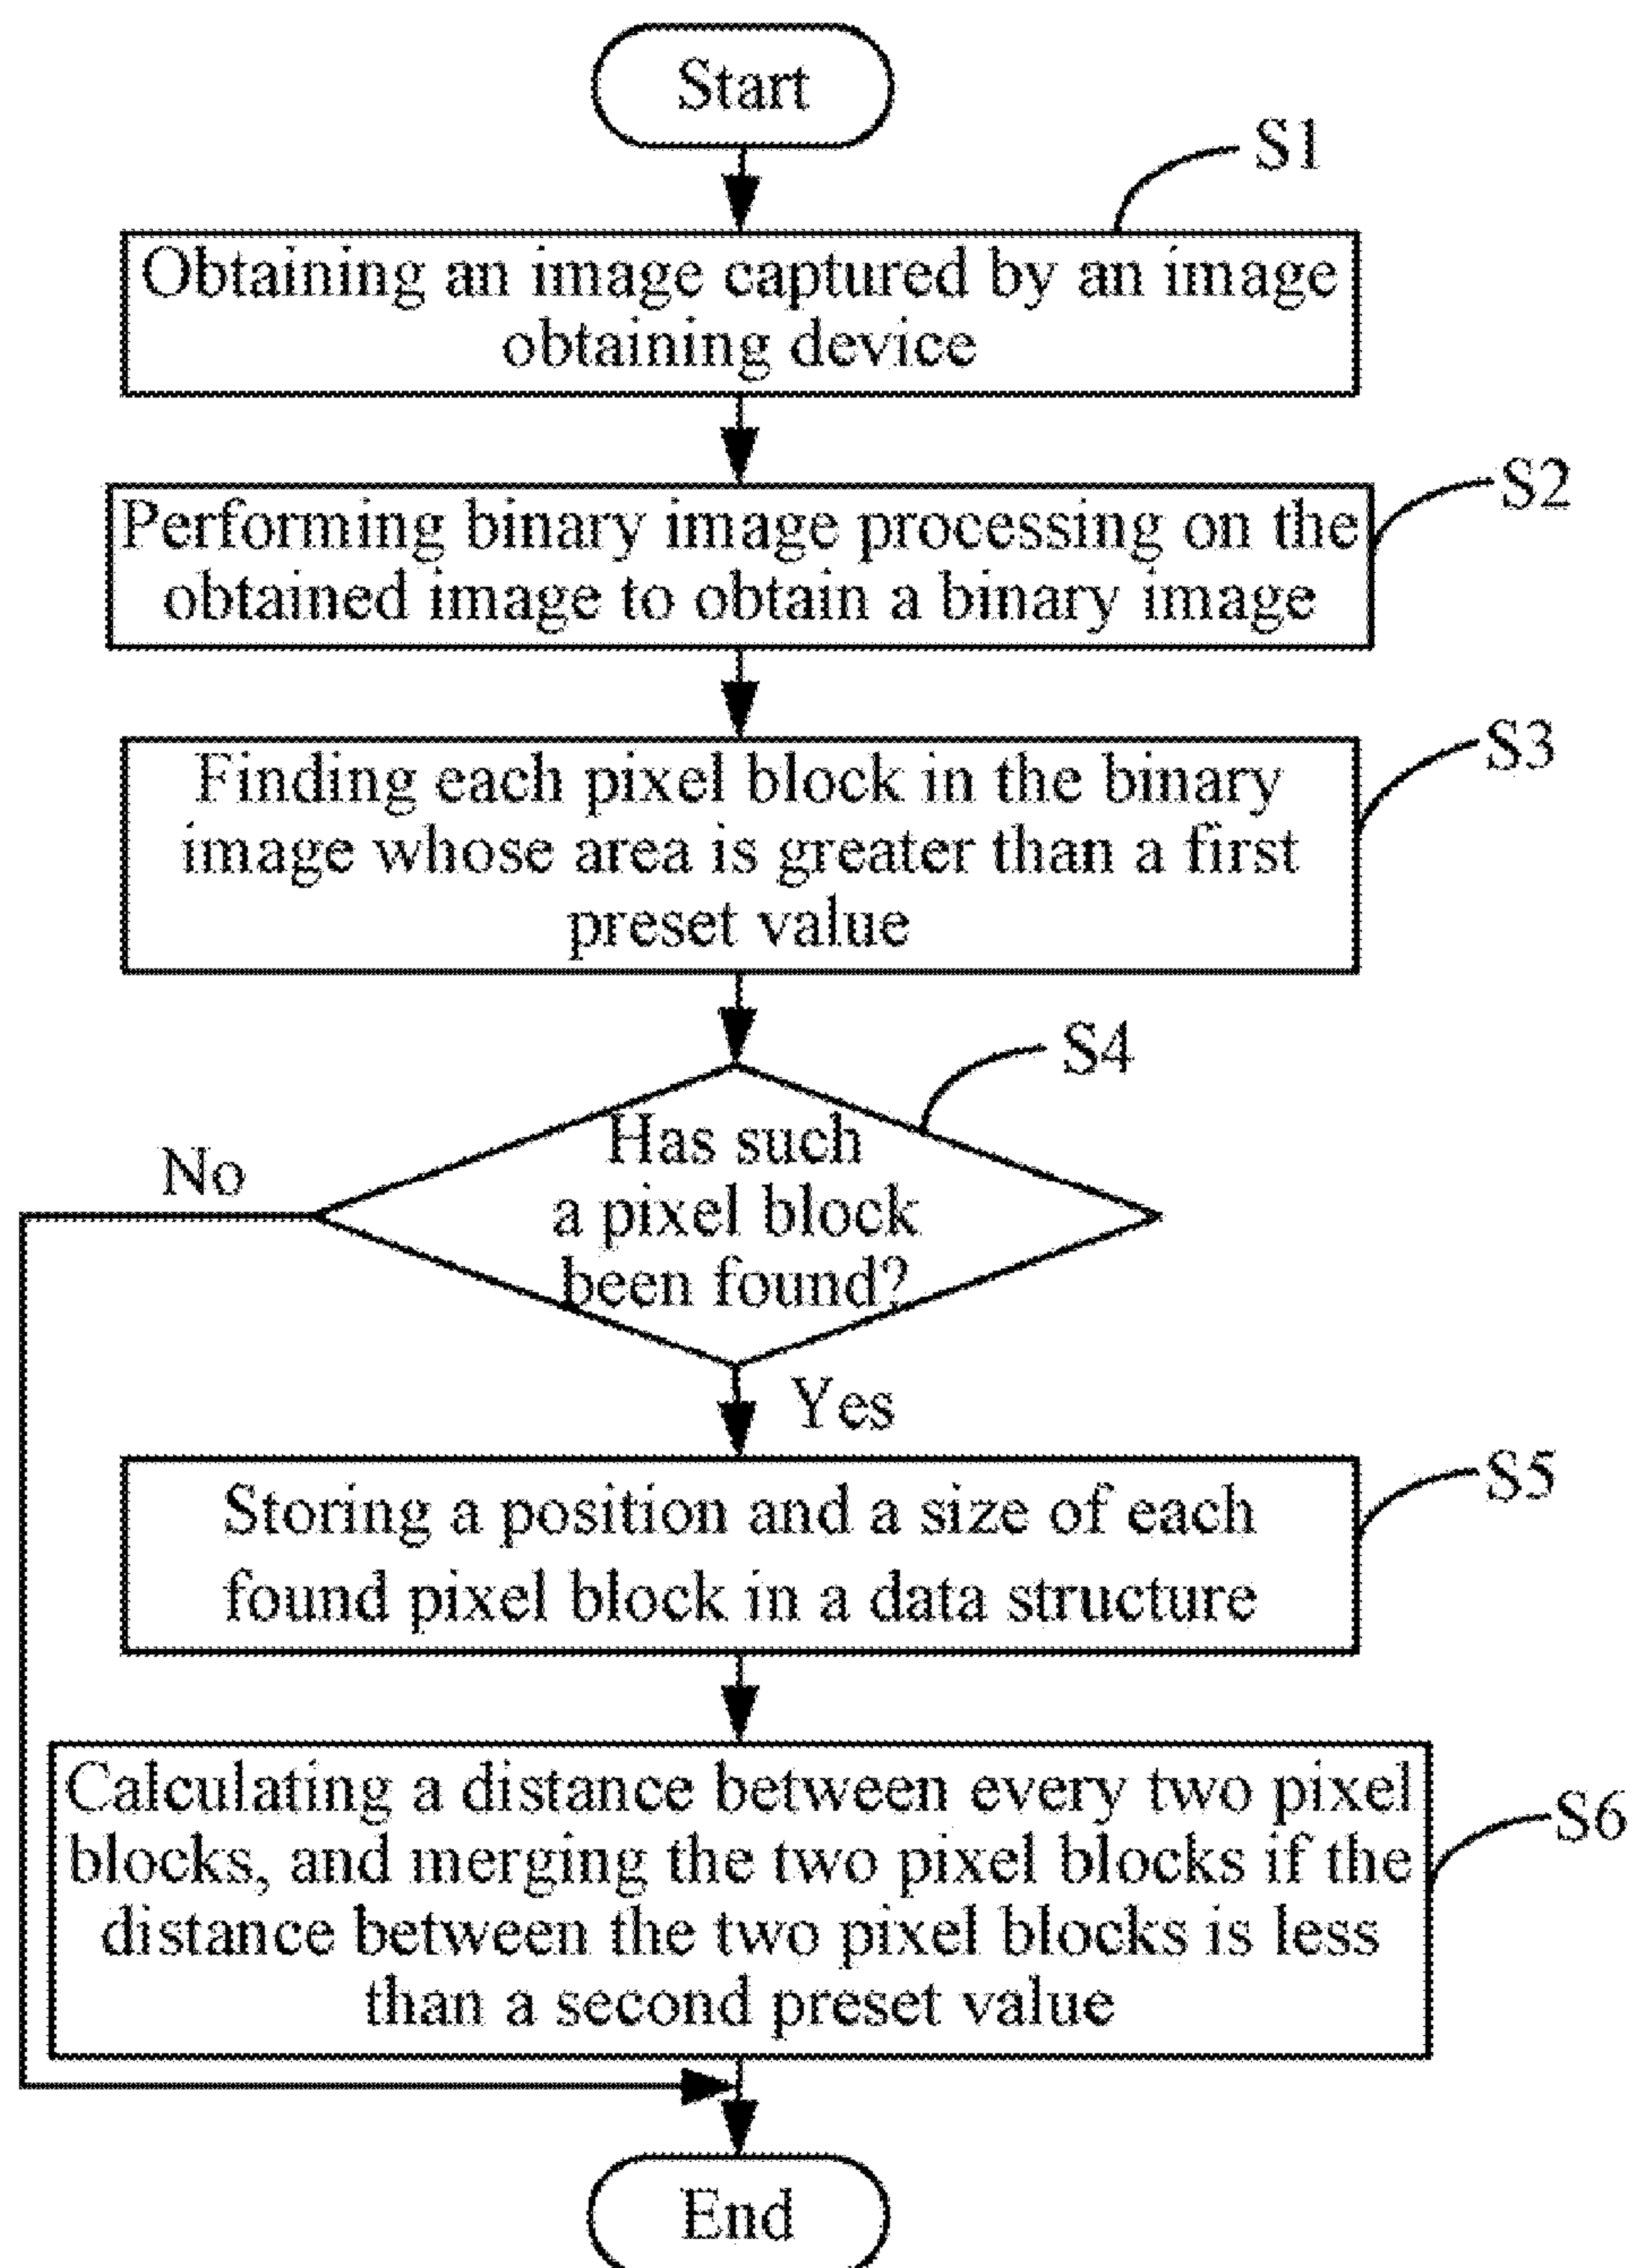 Start
S1
Obtaining an image captured by an image
obtaining device
S2
Performing binary image processing on the
obtained image to obtain a binary image
S3
Finding each pixel block in the binary
image whose area is greater than a first
preset value
S4
Has such
a pixel block
been found?
No
Yes
S5
Storing a position and a size of each
found pixel block in a data structure
S6
Calculating a distance between every two pixel
blocks, and merging the two pixel blocks if the
distance between the two pixel blocks is less
than a second preset value
End